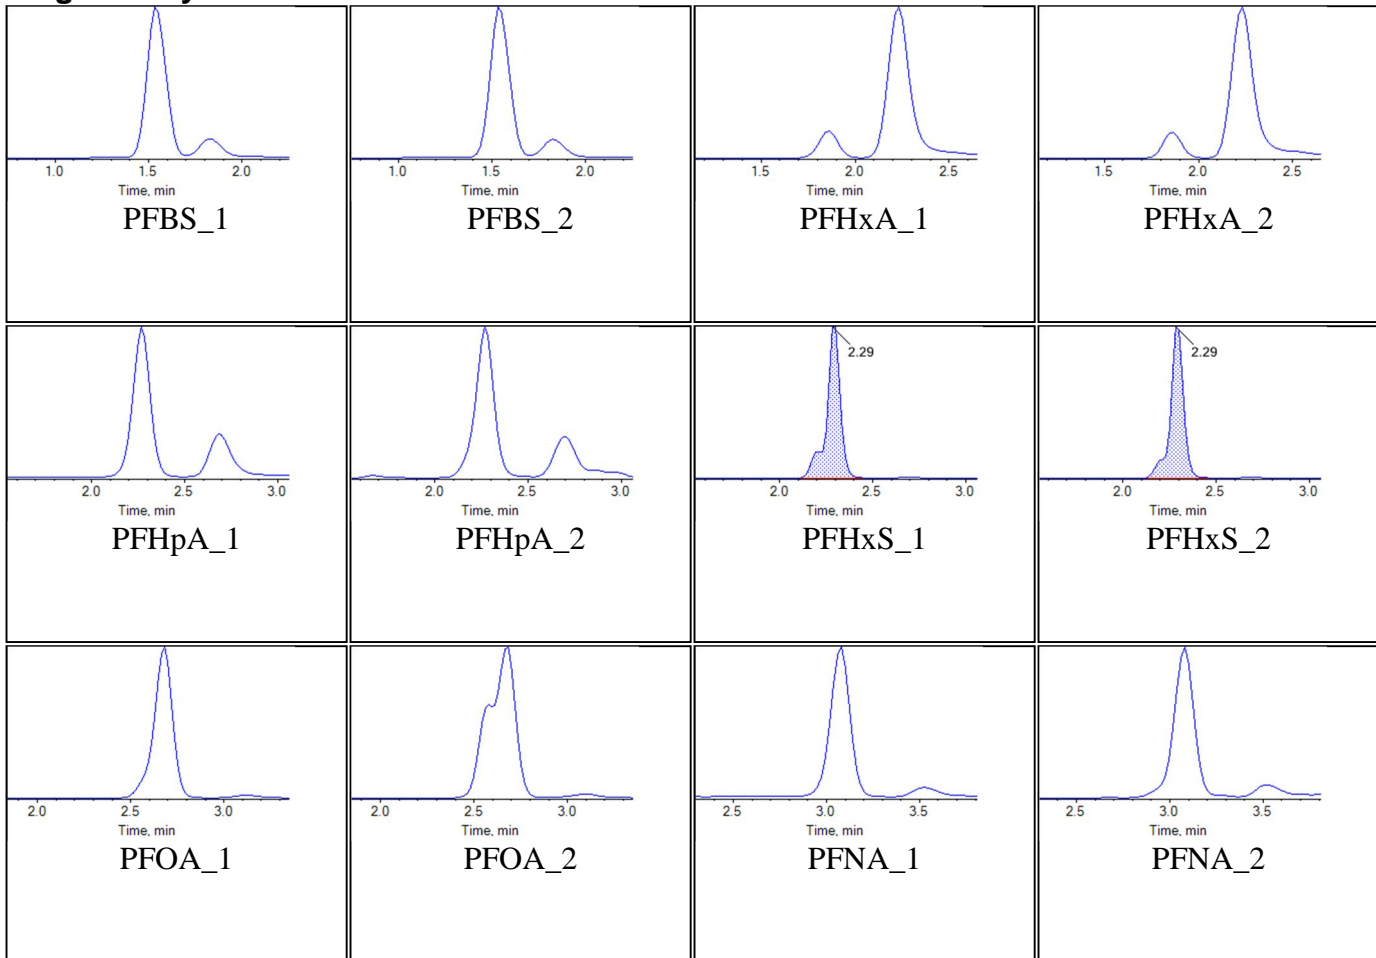 1.0 1.5 2.0
Time, min
PFBS_1
1.0 1.5 2.0
Time, min
PFBS_2
1.5 2.0 2.5
Time, min
PFHxA_1
1.5 2.0 2.5
Time, min
PFHxA_2
2.0 2.5 3.0
Time, min
PFHpA_1
2.0 2.5 3.0
Time, min
PFHpA_2
2.29
2.0 2.5 3.0
Time, min
PFHxS_1
2.29
2.0 2.5 3.0
Time, min
PFHxS_2
2.0 2.5 3.0
Time, min
PFOA_1
2.0 2.5 3.0
Time, min
PFOA_2
2.5 3.0 3.5
Time, min
PFNA_1
2.5 3.0 3.5
Time, min
PFNA_2